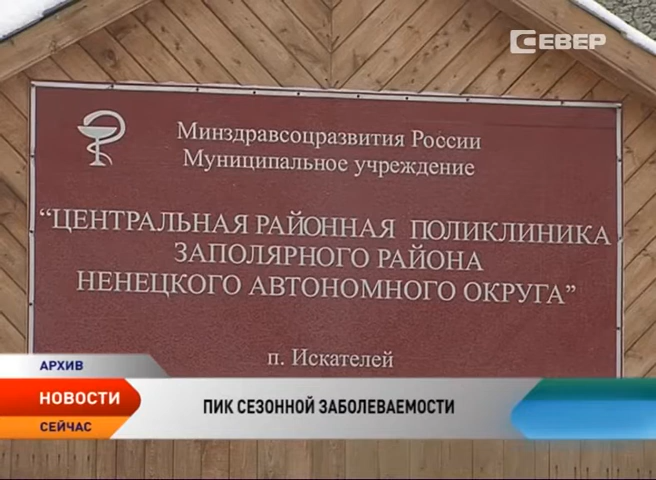 СЕВЕР
Минздравсоцразвития России
Муниципальное учреждение
“ЦЕНТРАЛЬНАЯ РАЙОННАЯ ПОЛИКЛИНИКА
ЗАПОЛЯРНОГО РАЙОНА
НЕНЕЦКОГО АВТОНОМНОГО ОКРУГА”
п. Искателей
АРХИВ
НОВОСТИ
ПИК СЕЗОННОЙ ЗАБОЛЕВАЕМОСТИ
СЕЙЧАС